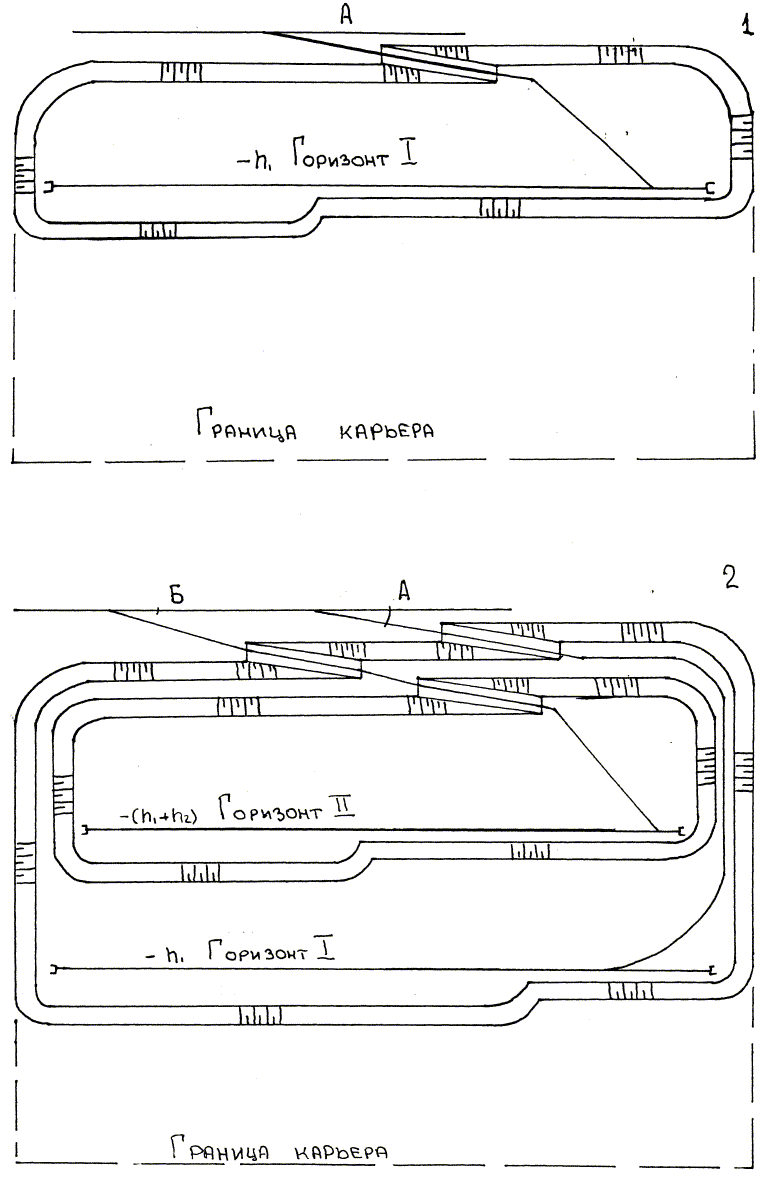 А
1
-h₁ Горизонт I
Граница карьера
2
Б А
-(h₁+h₂) Горизонт II
- h₁ Горизонт I
Граница карьера